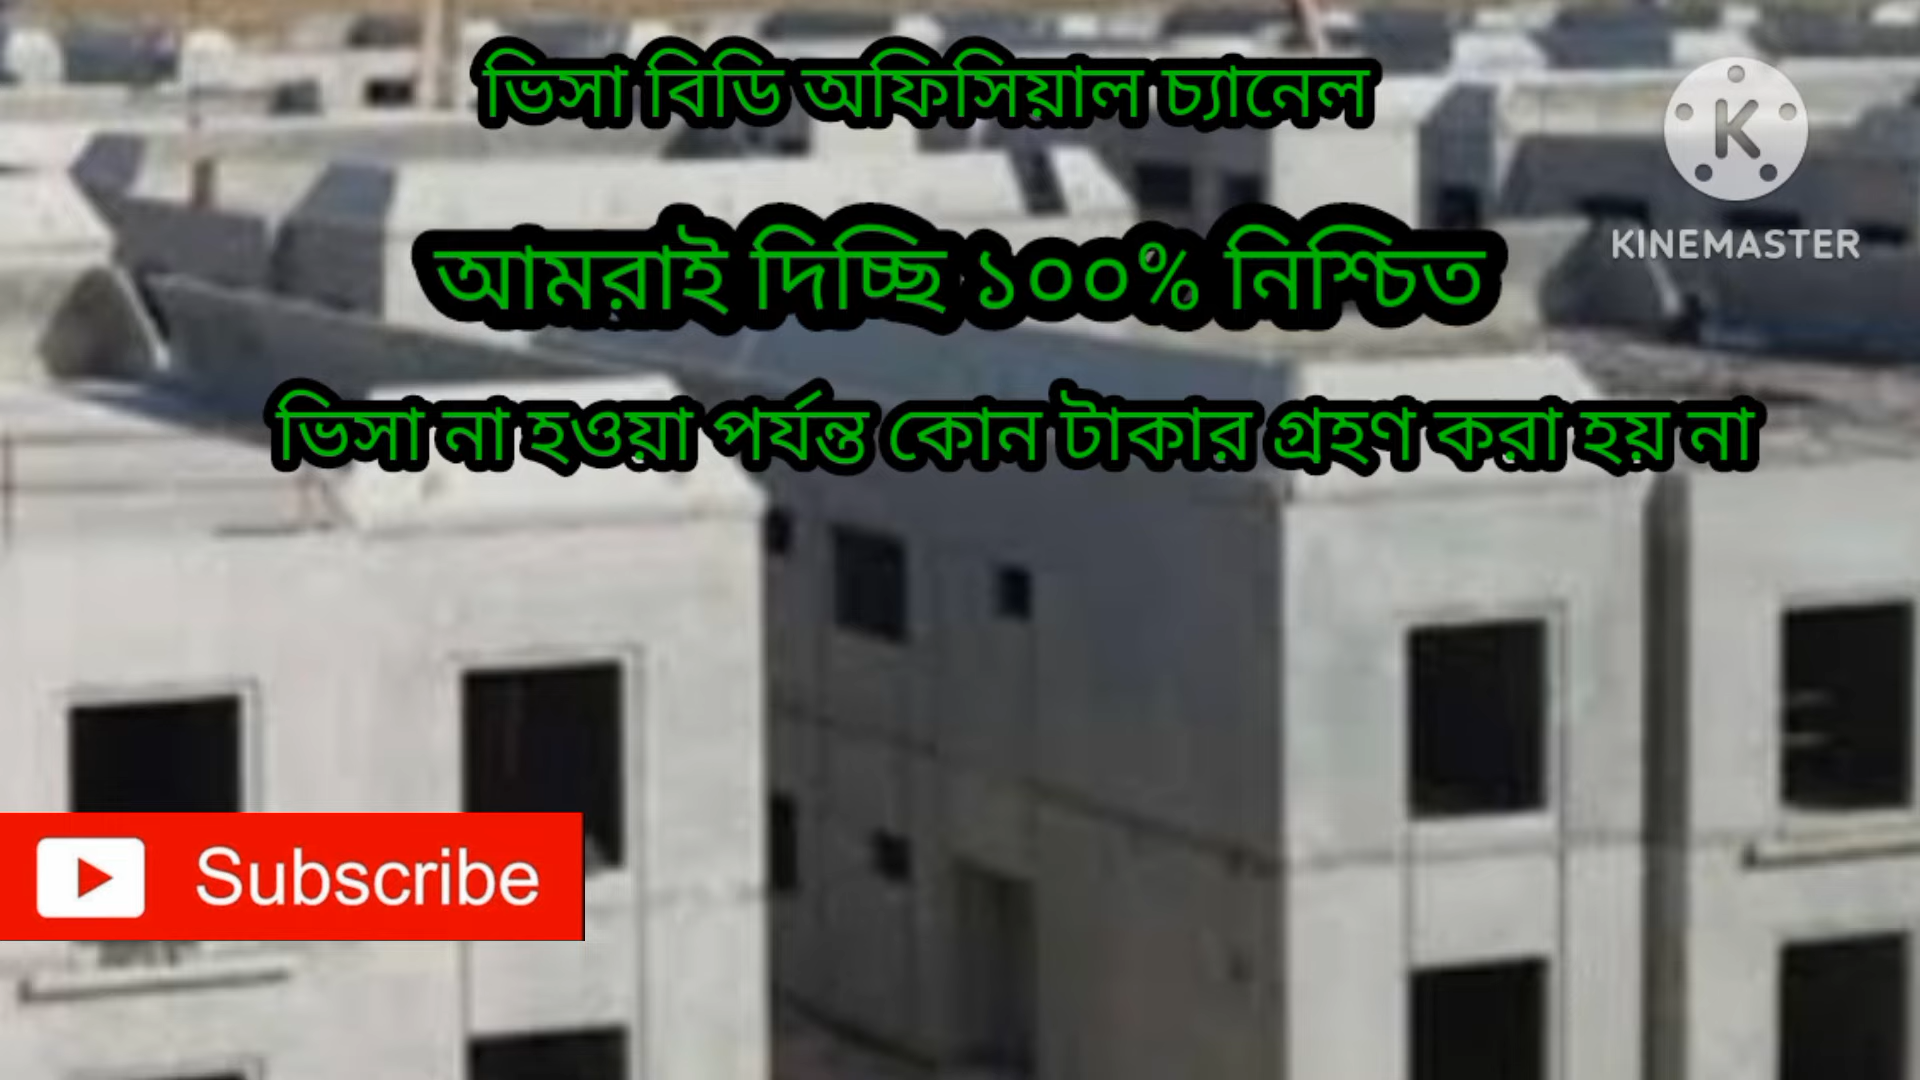 ভিসা বিডি অফিসিয়াল চ্যানেল
KINEMASTER
আমরাই দিচ্ছি ১০০% নিশ্চিত
ভিসা না হওয়া পর্যন্ত কোন টাকার গ্রহণ করা হয় না
Subscribe